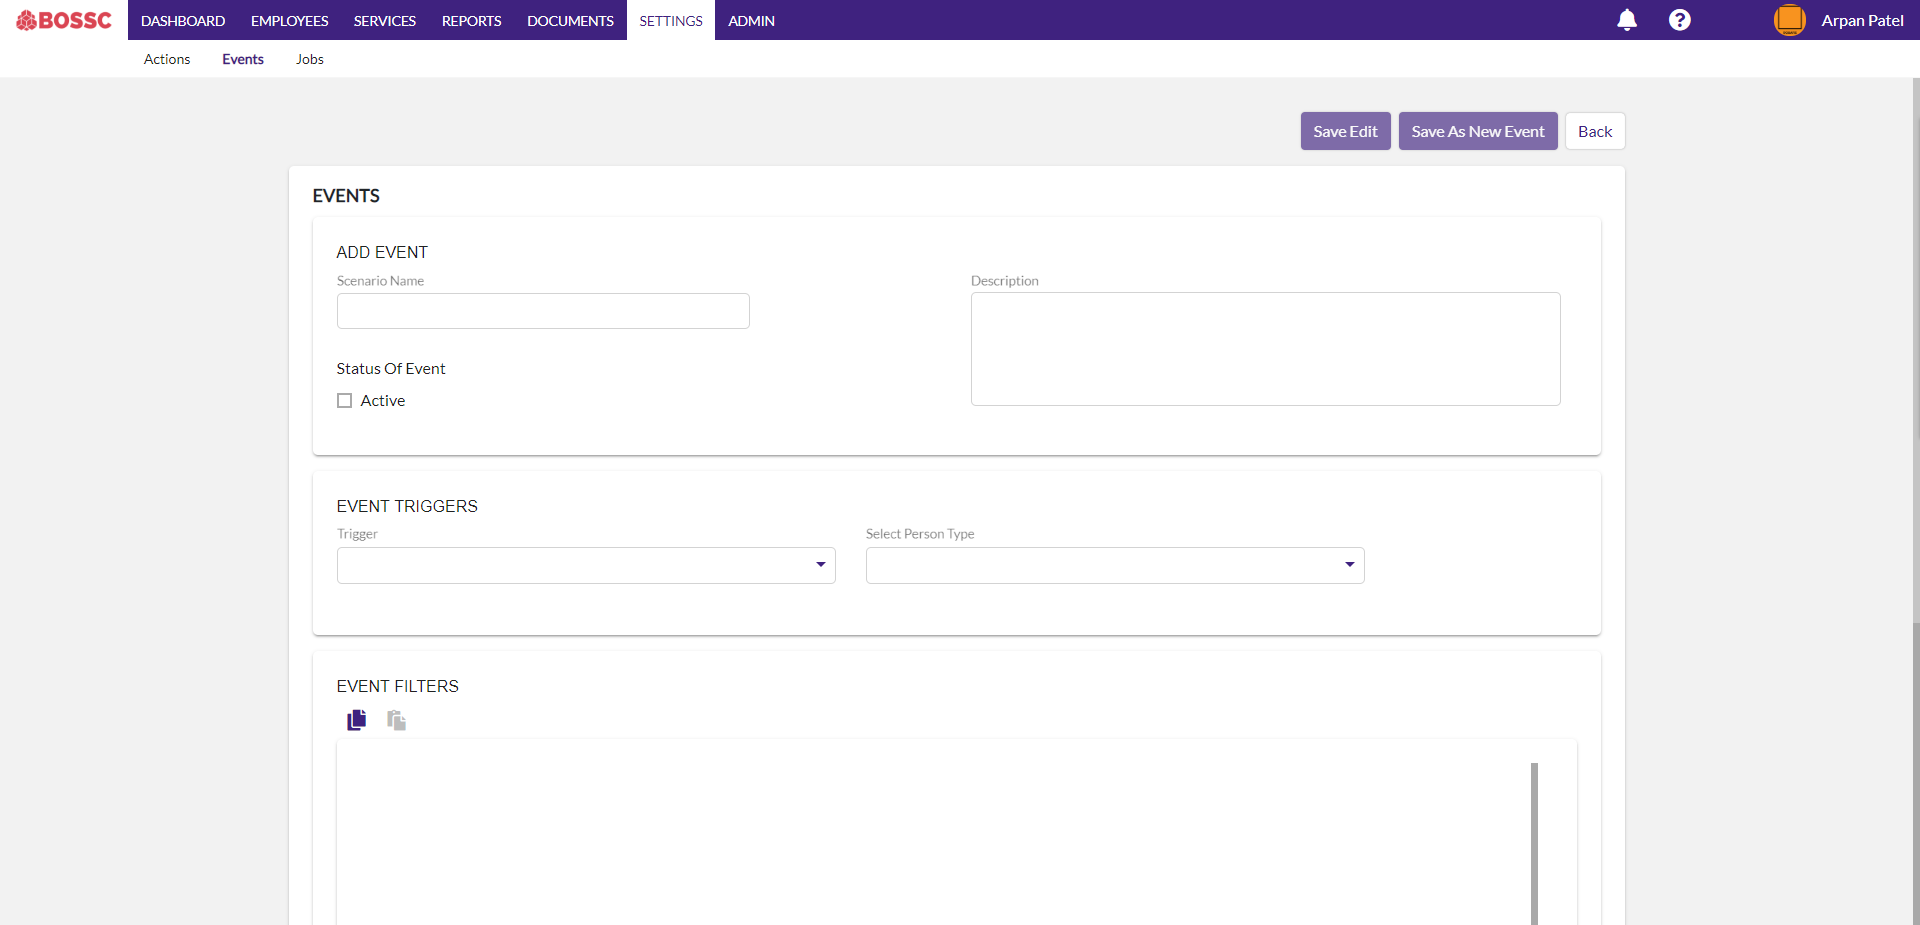 BOSSC DASHBOARD EMPLOYEES SERVICES REPORTS DOCUMENTS SETTINGS ADMIN ? Arpan Patel
Actions Events Jobs
Save Edit Save As New Event Back
EVENTS
ADD EVENT
Scenario Name Description
Status Of Event
Active
EVENT TRIGGERS
Trigger Select Person Type
EVENT FILTERS